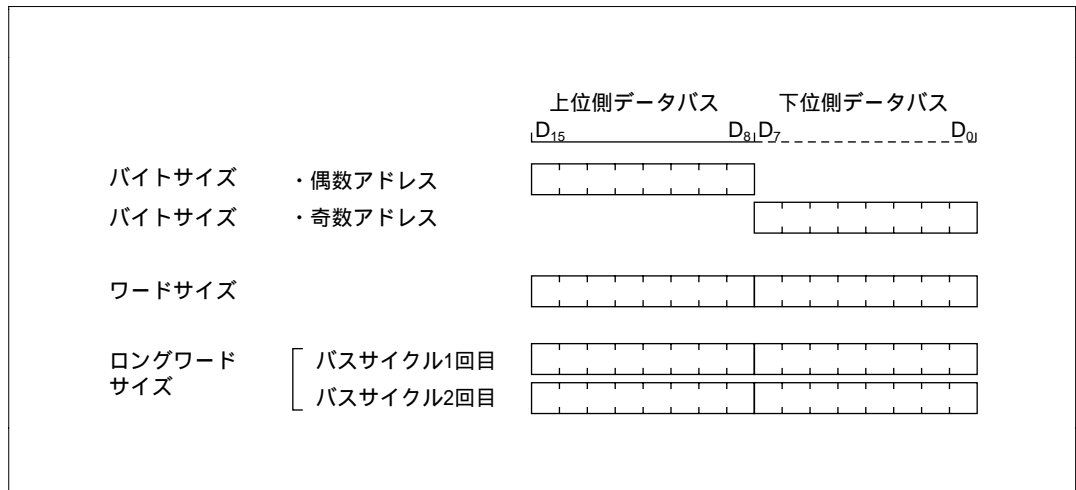 上位側データバス 下位側データバス
D15 D8 D7 D0
バイトサイズ ・偶数アドレス
バイトサイズ ・奇数アドレス
ワードサイズ
ロングワード バスサイクル1回目
サイズ バスサイクル2回目